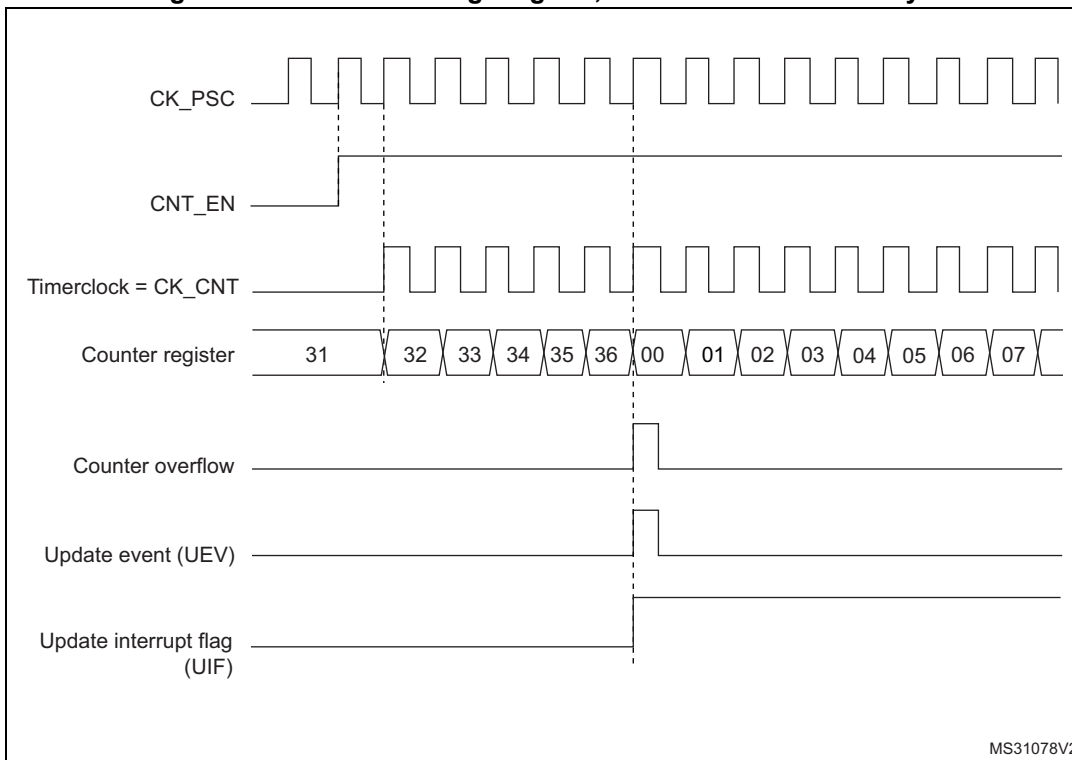 CK_PSC
CNT_EN
Timerclock = CK_CNT
Counter register 31 32 33 34 35 36 00 01 02 03 04 05 06 07
Counter overflow
Update event (UEV)
Update interrupt flag
(UIF)
MS31078V2